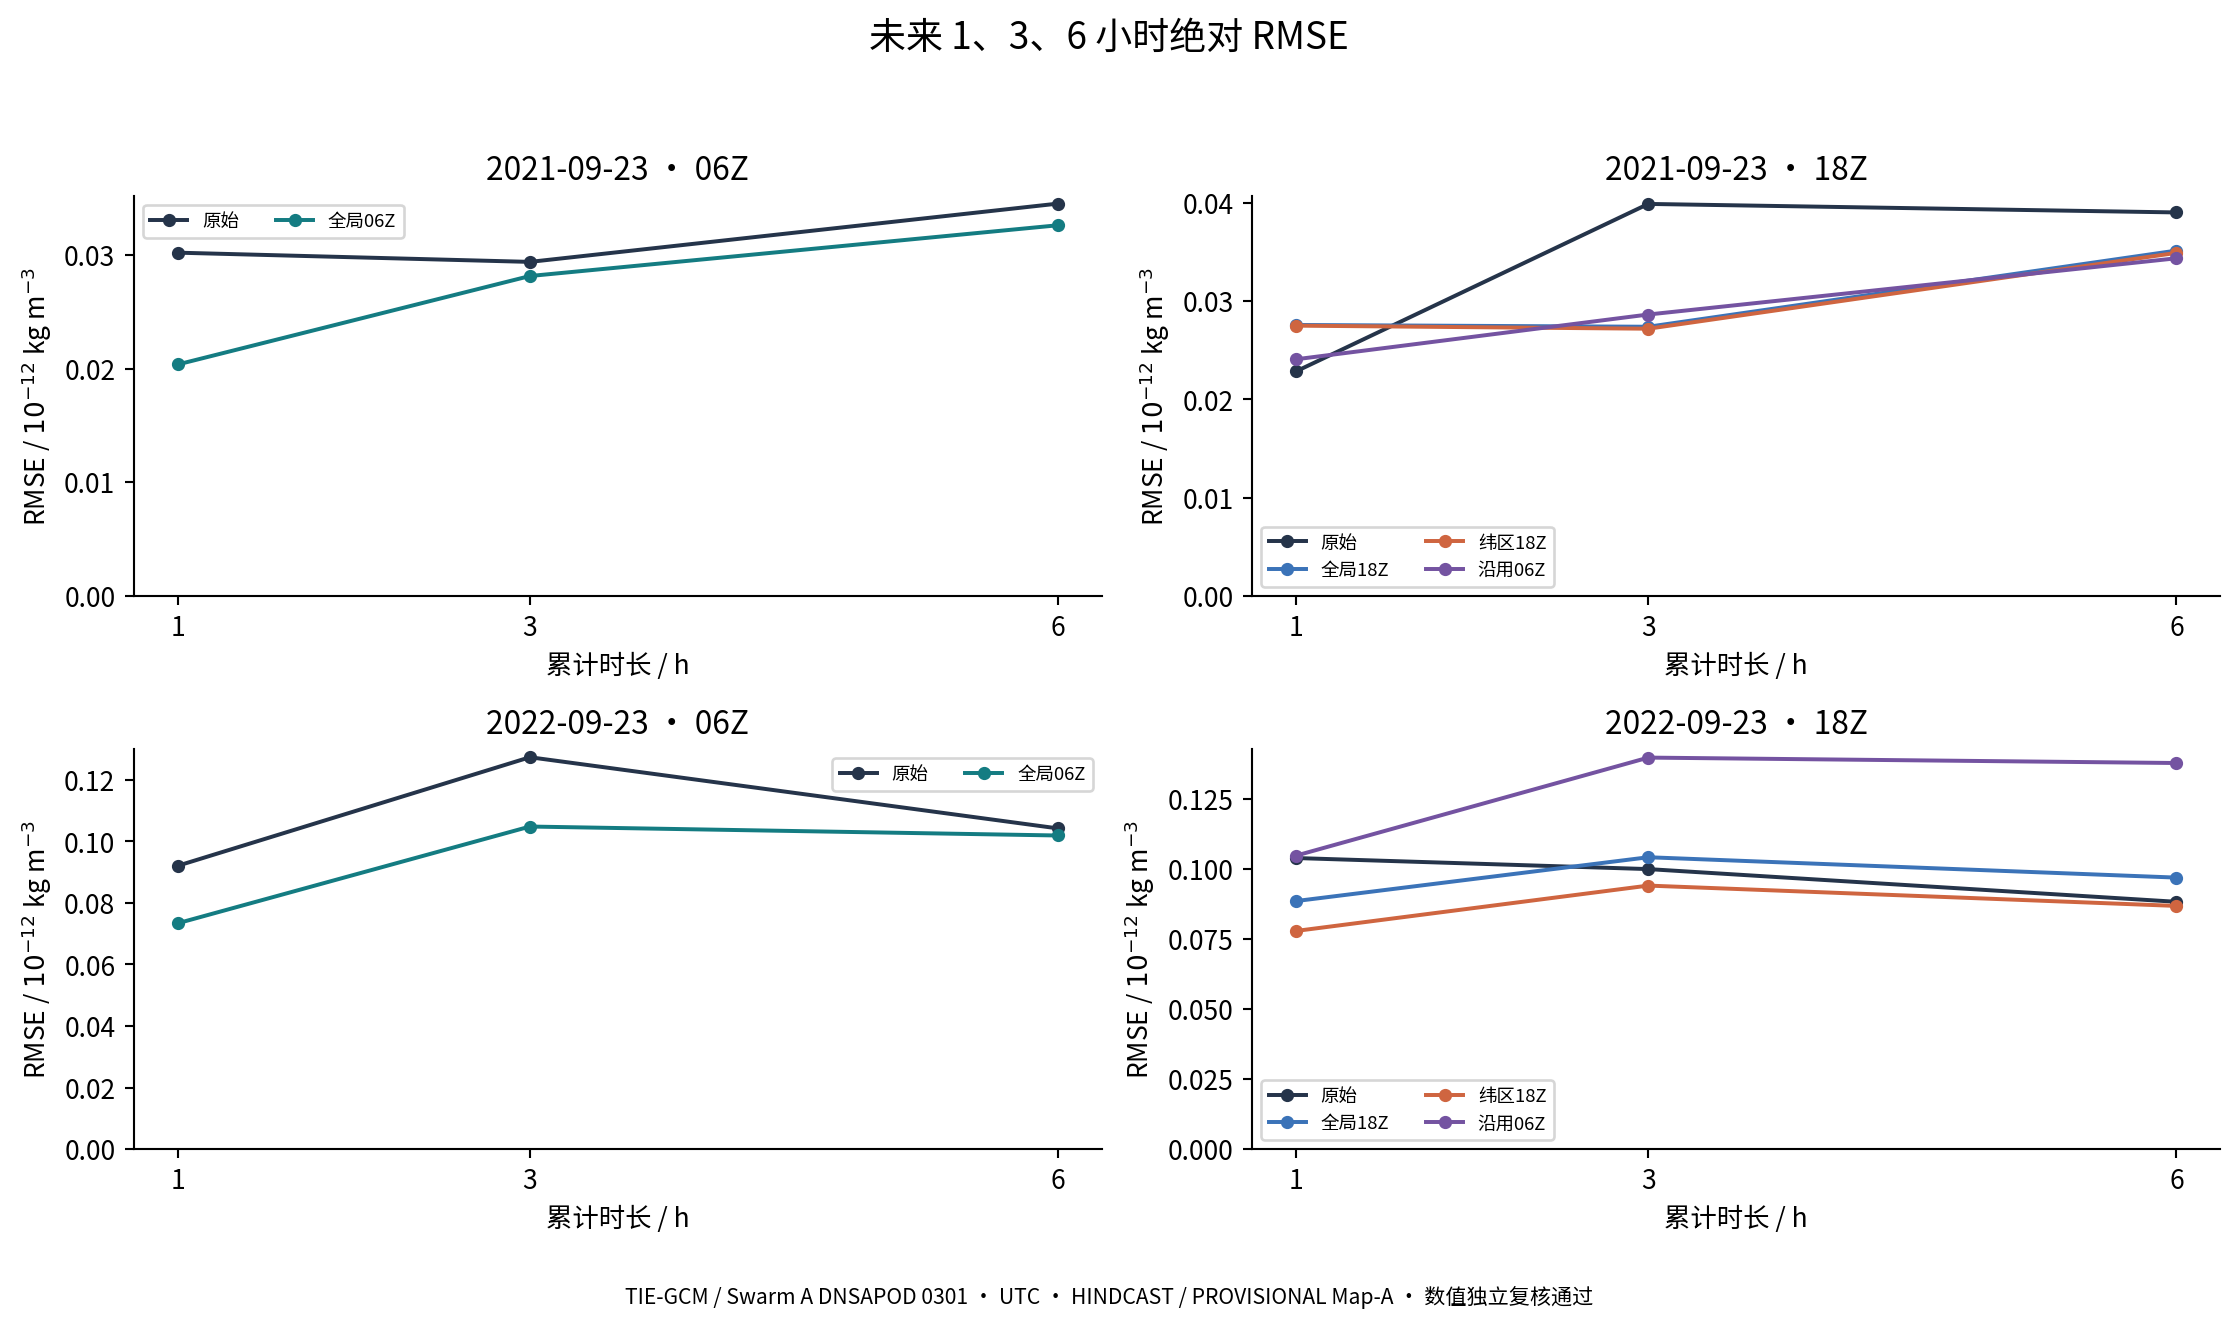 未来 1、3、6 小时绝对 RMSE
2021-09-23 • 06Z
原始 全局06Z
RMSE / 10⁻¹² kg m⁻³
0.03
0.02
0.01
0.00
1 3 6
累计时长 / h
2021-09-23 • 18Z
RMSE / 10⁻¹² kg m⁻³
0.04
0.03
0.02
0.01
0.00
原始 纬区18Z
全局18Z 沿用06Z
1 3 6
累计时长 / h
2022-09-23 • 06Z
原始 全局06Z
RMSE / 10⁻¹² kg m⁻³
0.12
0.10
0.08
0.06
0.04
0.02
0.00
1 3 6
累计时长 / h
2022-09-23 • 18Z
RMSE / 10⁻¹² kg m⁻³
0.125
0.100
0.075
0.050
0.025
0.000
原始 纬区18Z
全局18Z 沿用06Z
1 3 6
累计时长 / h
TIE-GCM / Swarm A DNSAPOD 0301 • UTC • HINDCAST / PROVISIONAL Map-A • 数值独立复核通过